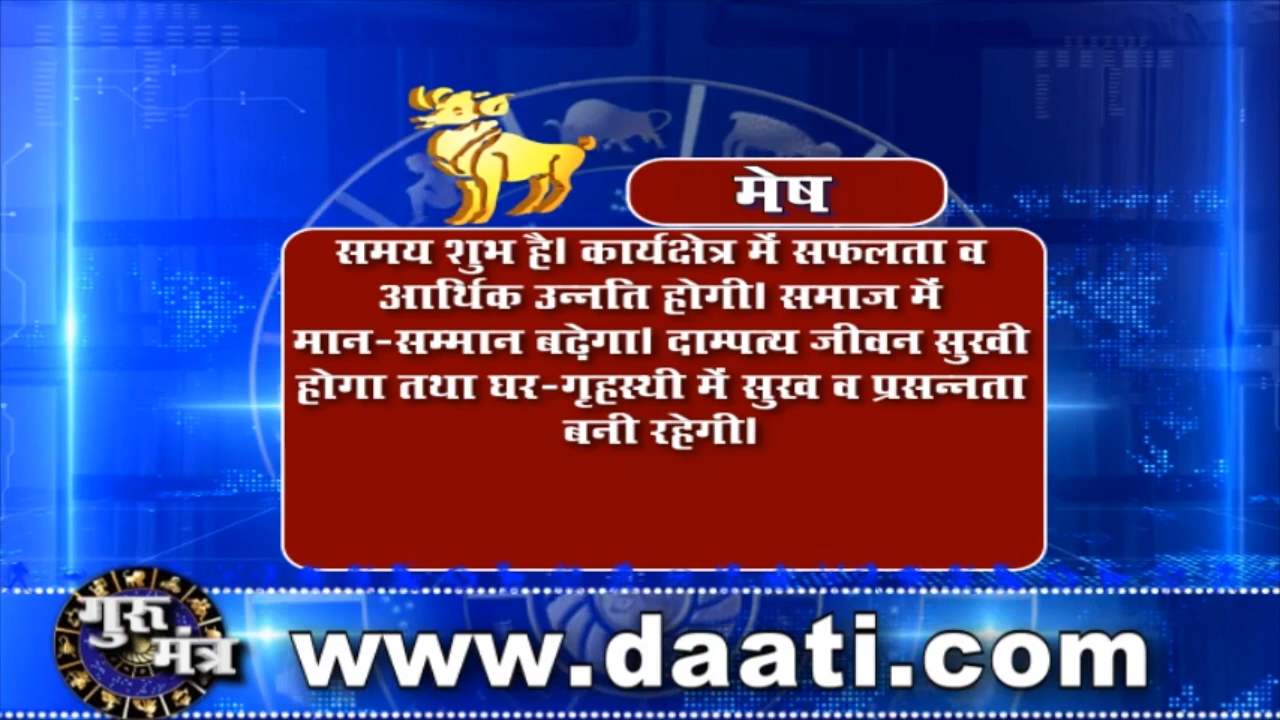 मेष
समय शुभ है। कार्यक्षेत्र में सफलता व
आर्थिक उन्नति होगी। समाज में
मान-सम्मान बढ़ेगा। दाम्पत्य जीवन सुखी
होगा तथा घर-गृहस्थी में सुख व प्रसन्नता
बनी रहेगी।
गुरु
मंत्र
www.daati.com